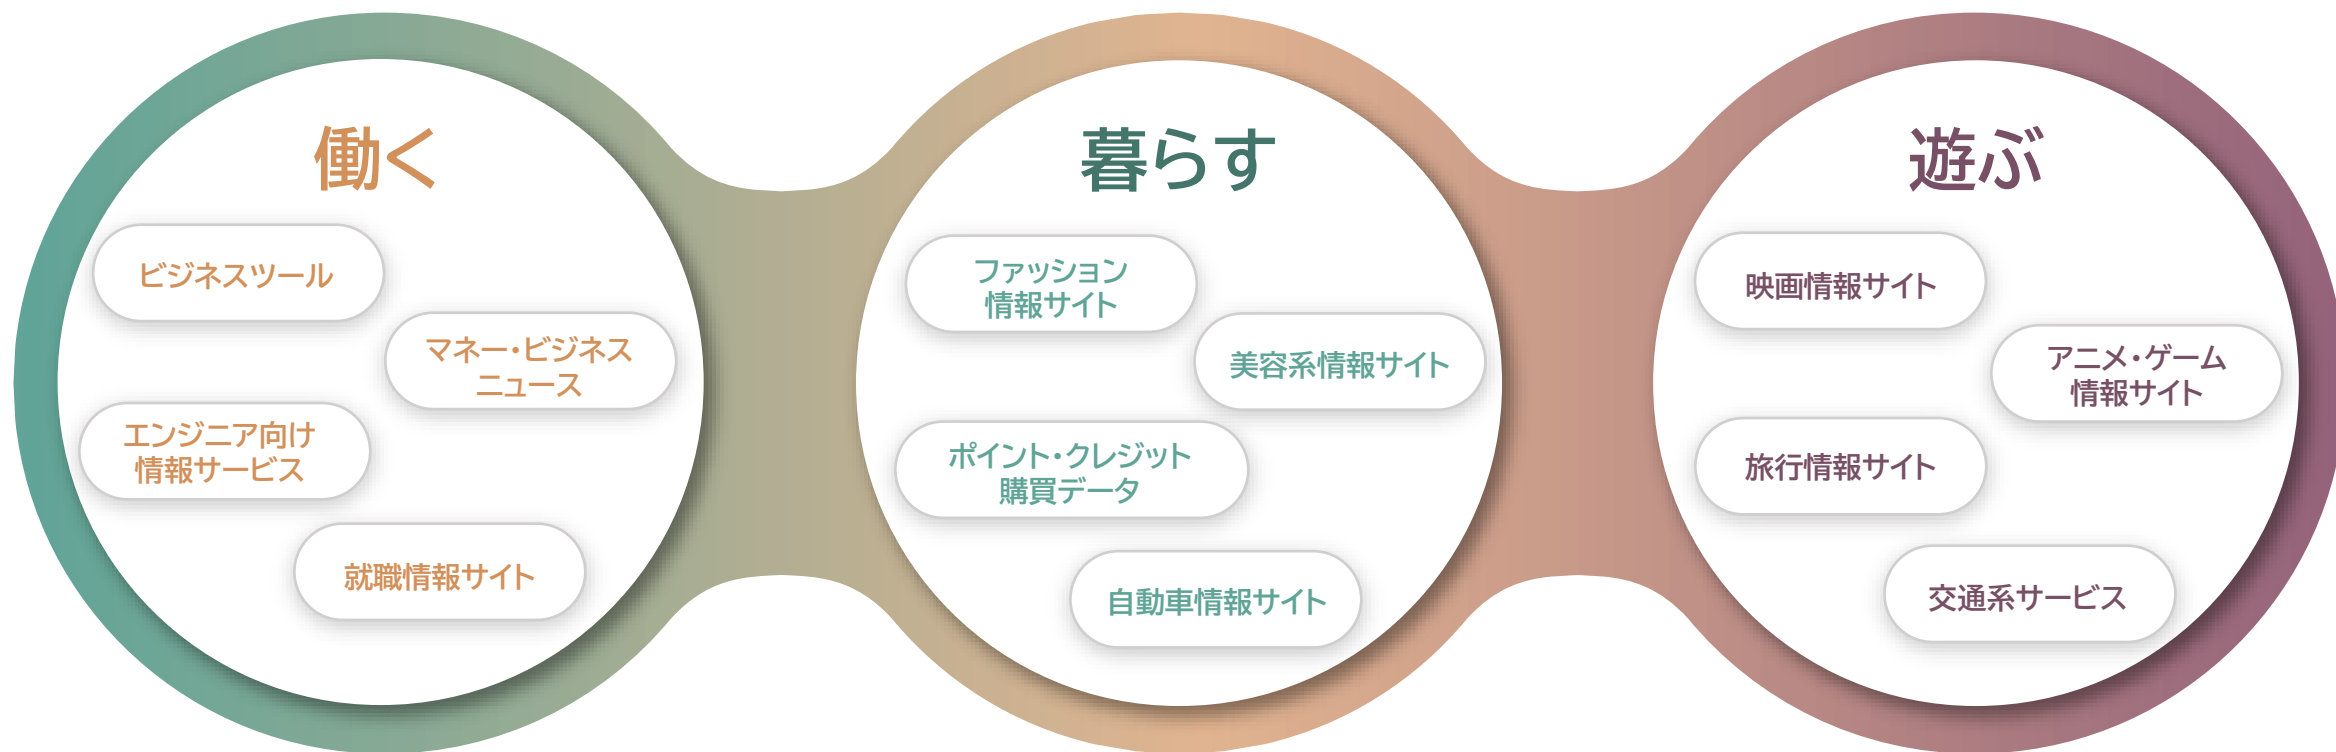 働く
ビジネスツール
マネー・ビジネス
ニュース
エンジニア向け
情報サービス
就職情報サイト
暮らす
ファッション
情報サイト
美容系情報サイト
ポイント・クレジット
購買データ
自動車情報サイト
遊ぶ
映画情報サイト
アニメ・ゲーム
情報サイト
旅行情報サイト
交通系サービス